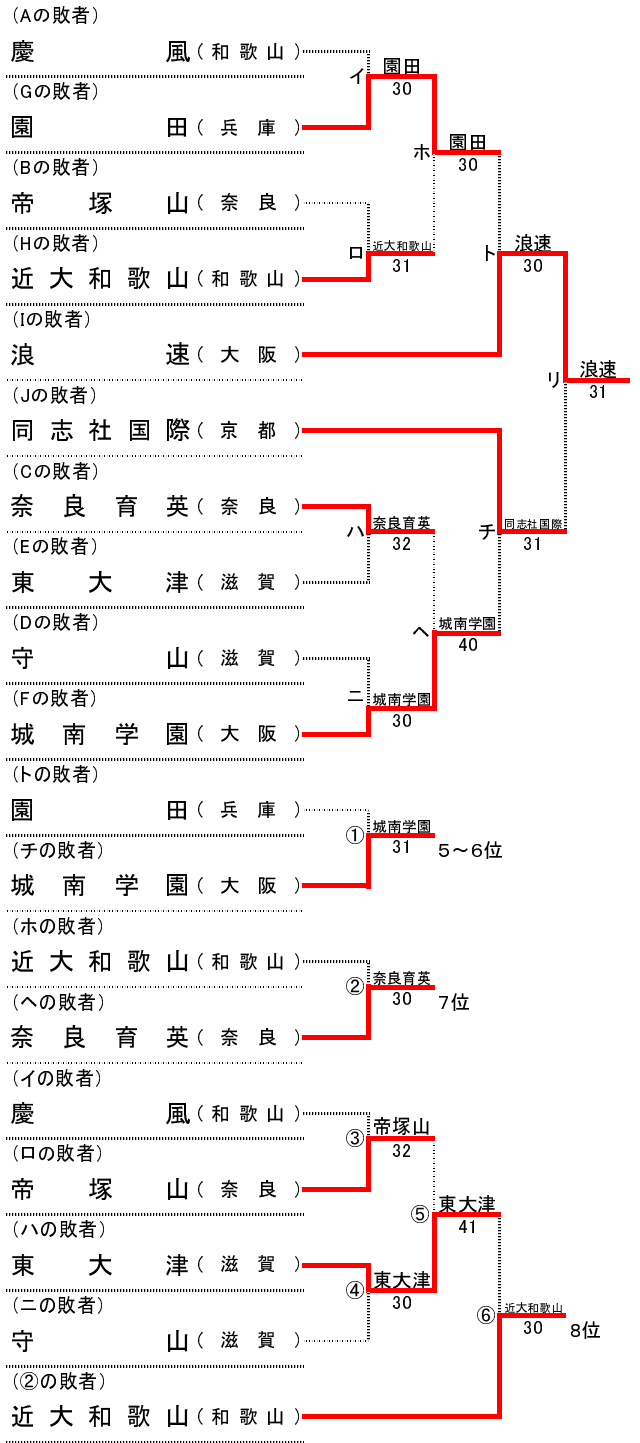 (Aの敗者)
慶風(和歌山)
イ
園田
30
(Gの敗者)
園田(兵庫)
ホ
園田
30
(Bの敗者)
帝塚山(奈良)
ロ
近大和歌山
31
(Hの敗者)
近大和歌山(和歌山)
ト
浪速
30
(Iの敗者)
浪速(大阪)
リ
浪速
31
(Jの敗者)
同志社国際(京都)
(Cの敗者)
奈良育英(奈良)
ハ
奈良育英
32
チ
同志社国際
31
(Eの敗者)
東大津(滋賀)
(Dの敗者)
守山(滋賀)
ヘ
城南学園
40
ニ
城南学園
30
(Fの敗者)
城南学園(大阪)
(トの敗者)
園田(兵庫)
①
城南学園
31
5～6位
(チの敗者)
城南学園(大阪)
(ホの敗者)
近大和歌山(和歌山)
②
奈良育英
30
7位
(ヘの敗者)
奈良育英(奈良)
(イの敗者)
慶風(和歌山)
③
帝塚山
32
(ロの敗者)
帝塚山(奈良)
⑤
東大津
41
(ハの敗者)
東大津(滋賀)
④
東大津
30
(ニの敗者)
守山(滋賀)
⑥
近大和歌山
30
8位
(②の敗者)
近大和歌山(和歌山)